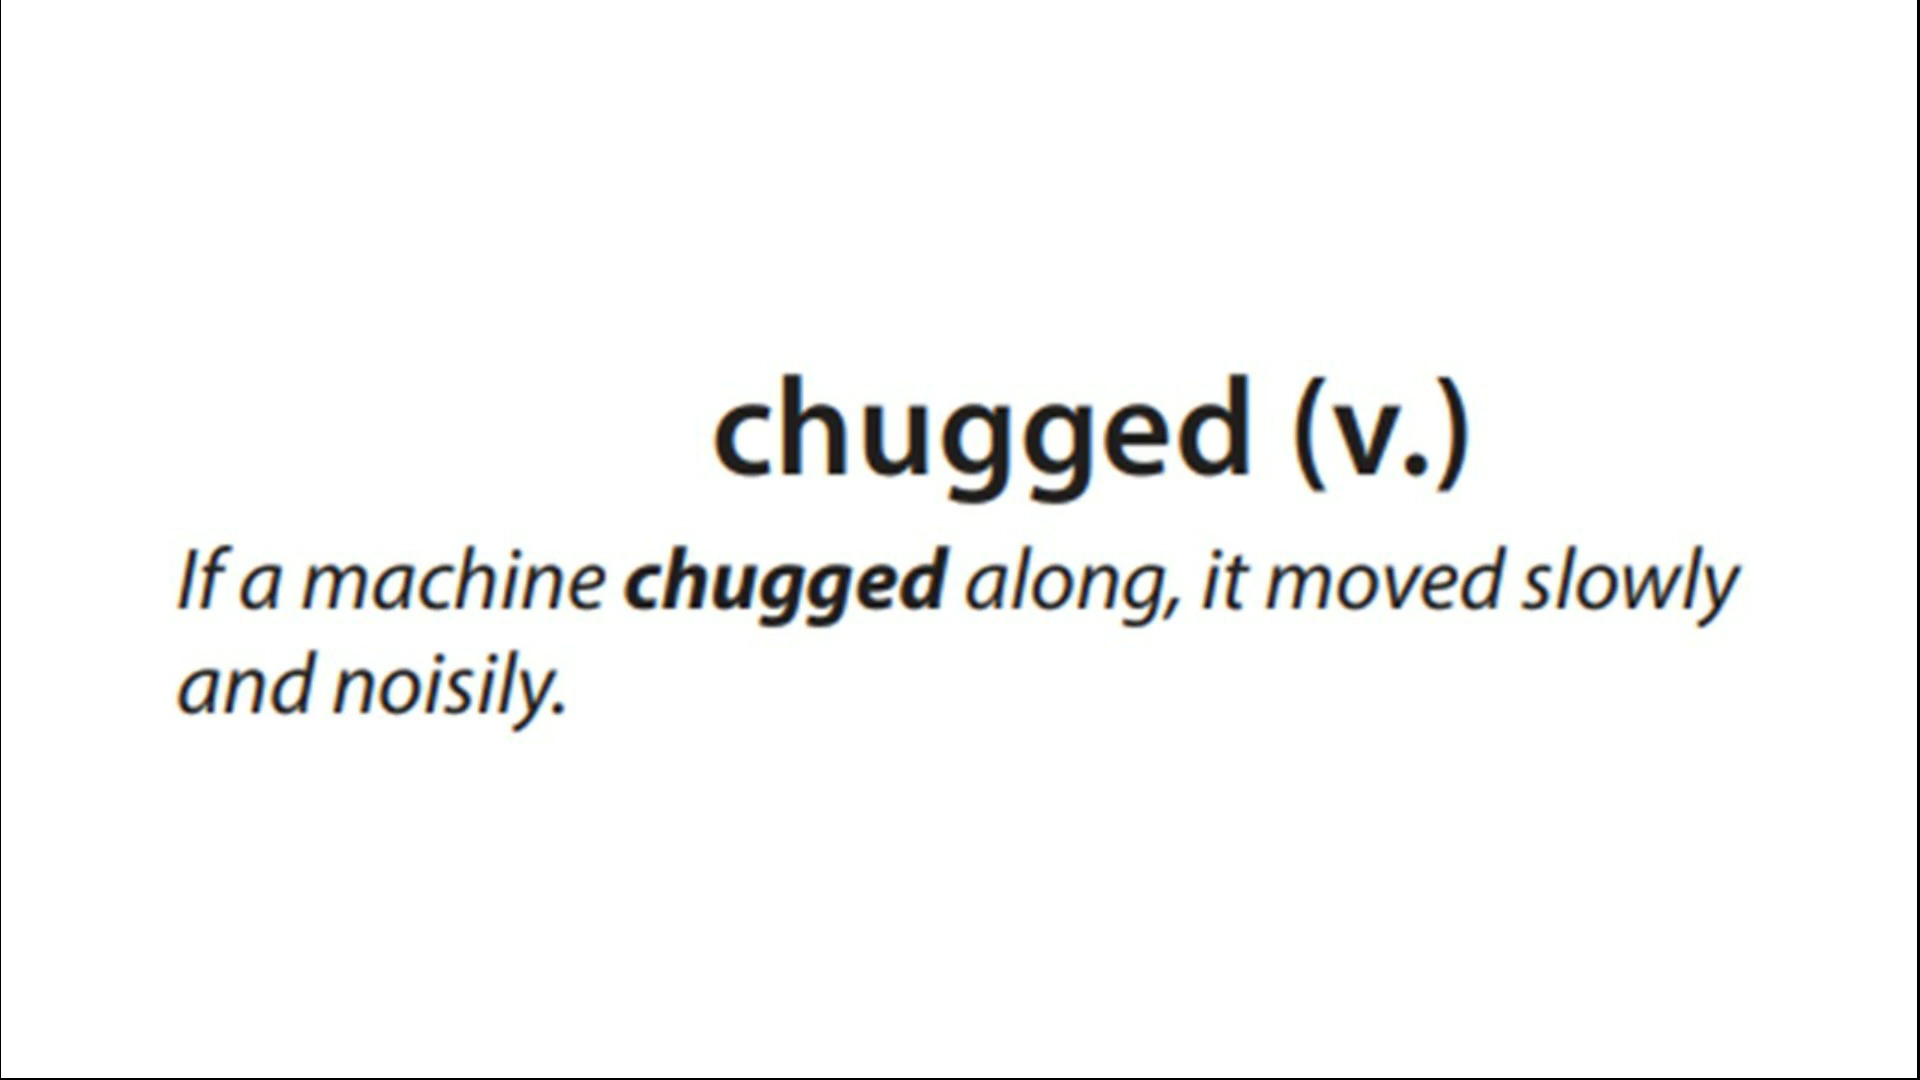 chugged (v.)
If a machine chugged along, it moved slowly
and noisily.